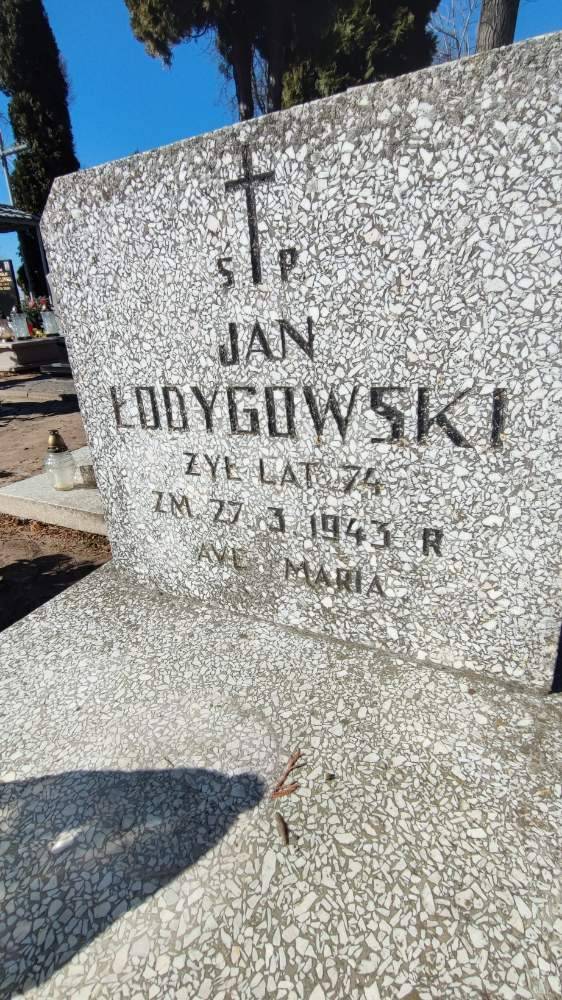 Ś P
JAN
ŁODYGOWSKI
ŻYŁ LAT 74
ZM. 27.3.1943 R
AVE MARIA